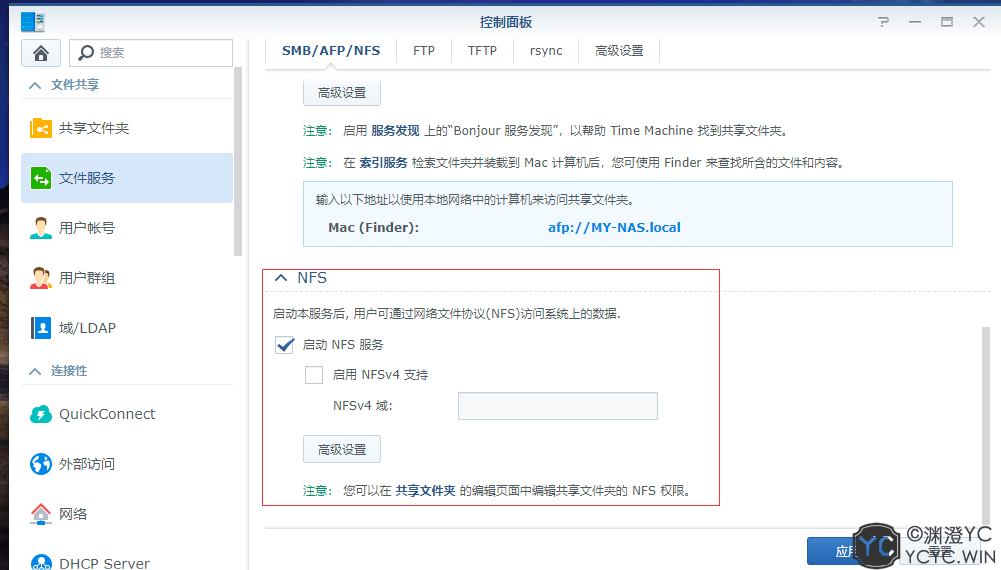 控制面板
搜索
SMB/AFP/NFS FTP TFTP rsync 高级设置
文件共享
共享文件夹
文件服务
用户帐号
用户群组
域/LDAP
连接性
QuickConnect
外部访问
网络
DHCP Server
高级设置
注意： 启用 服务发现 上的“Bonjour 服务发现”，以帮助 Time Machine 找到共享文件夹。
注意： 在 索引服务 检索文件夹并装载到 Mac 计算机后，您可使用 Finder 来查找所含的文件和内容。
输入以下地址以使用本地网络中的计算机来访问共享文件夹。
Mac (Finder): afp://MY-NAS.local
NFS
启动本服务后, 用户可通过网络文件协议(NFS)访问系统上的数据.
启动 NFS 服务
启用 NFSv4 支持
NFSv4 域:
高级设置
注意： 您可以在 共享文件夹 的编辑页面中编辑共享文件夹的 NFS 权限。
应用 重置
YC
©渊澄YC
YCYC.WIN